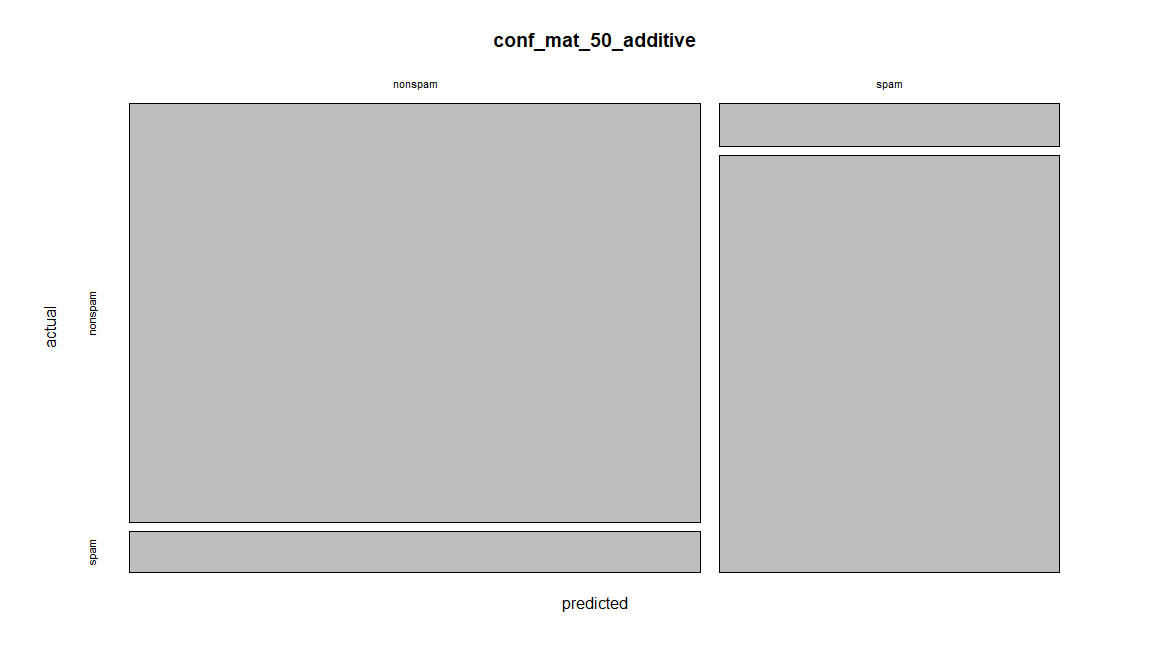 conf_mat_50_additive
nonspam
spam
actual
nonspam
spam
predicted